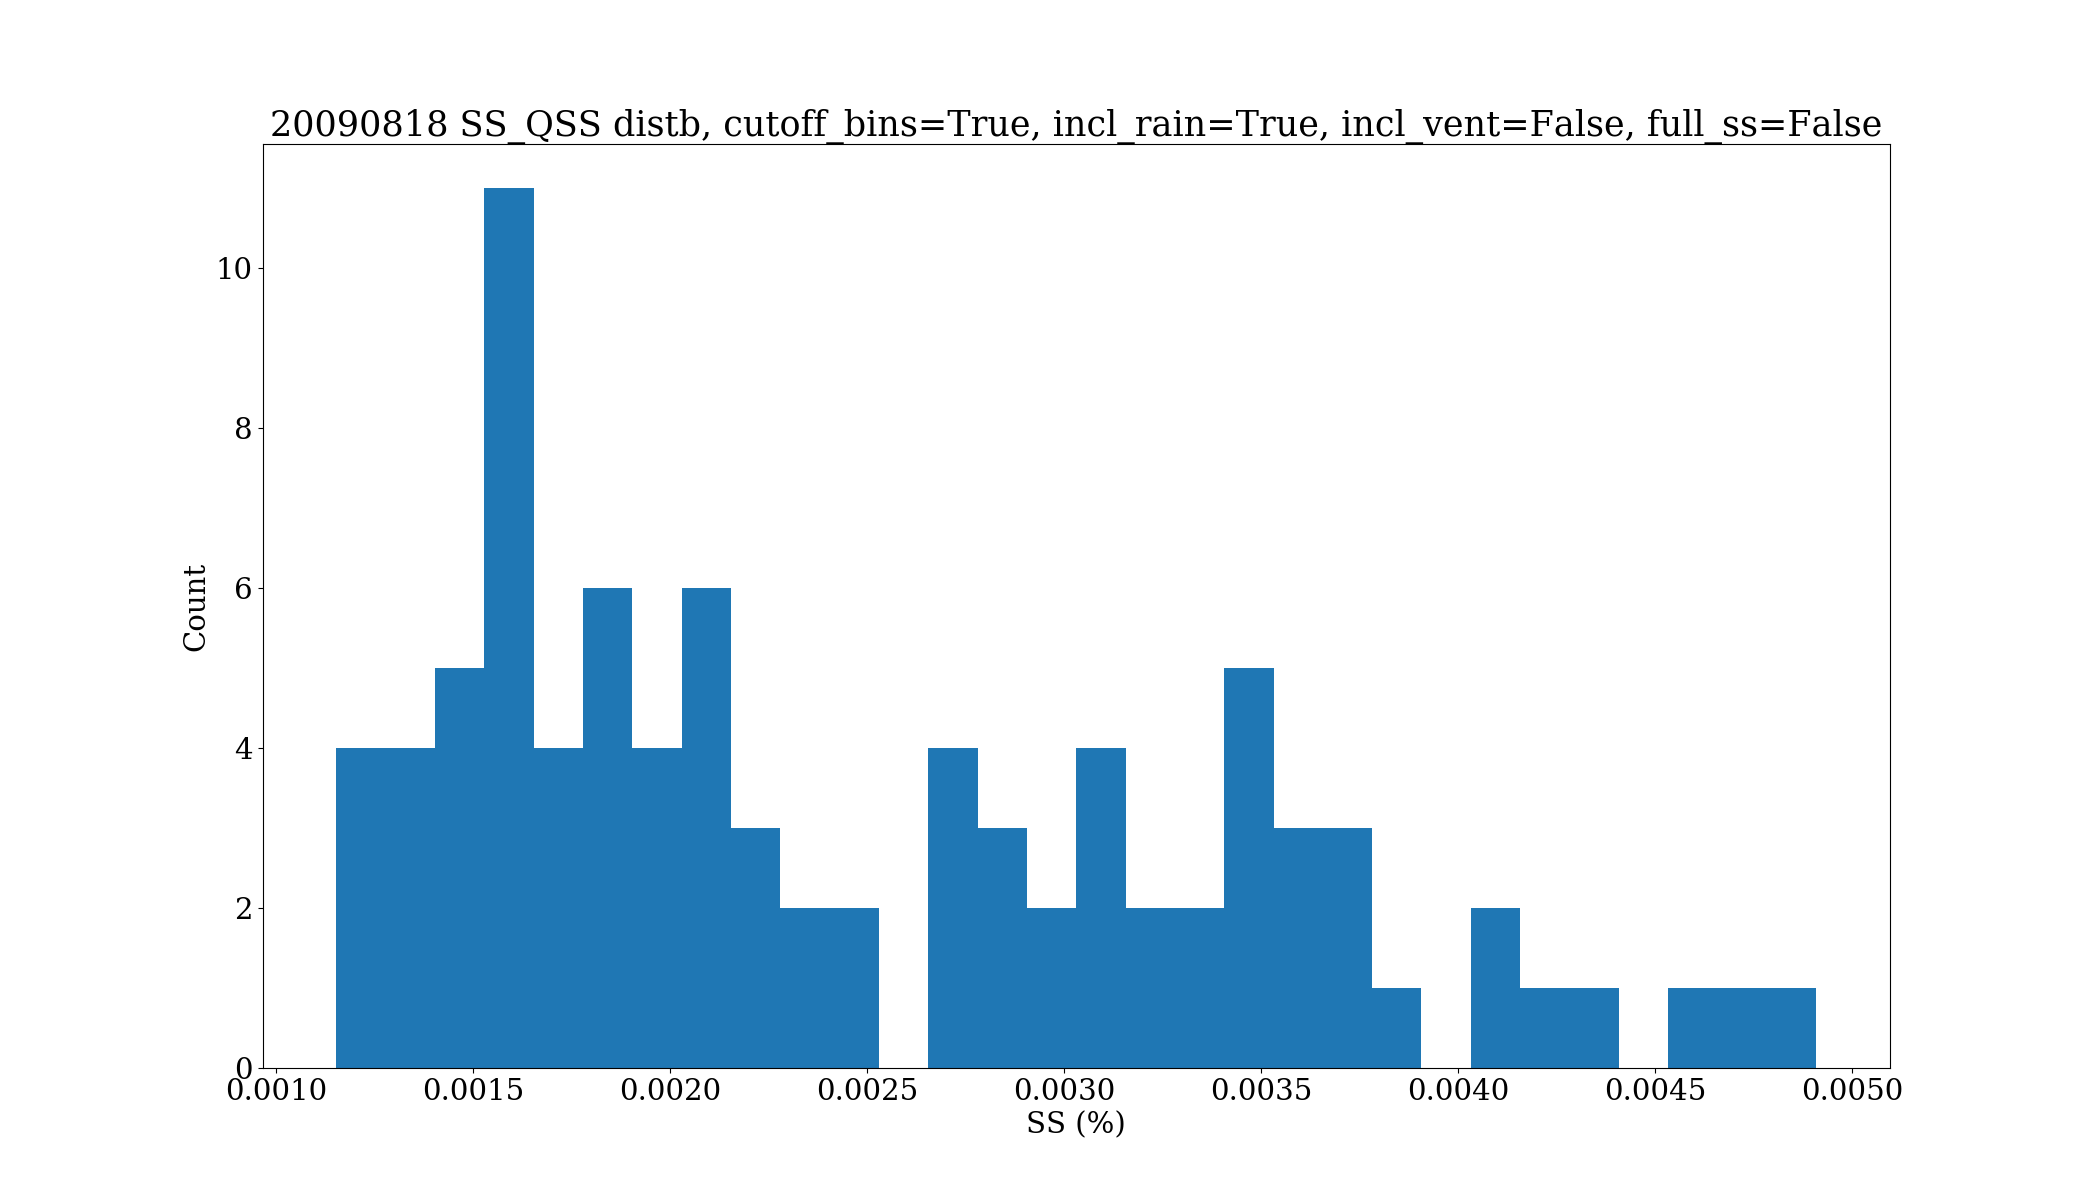 20090818 SS_QSS distb, cutoff_bins=True, incl_rain=True, incl_vent=False, full_ss=False
10
8
6
4
2
0
Count
0.0010 0.0015 0.0020 0.0025 0.0030 0.0035 0.0040 0.0045 0.0050
SS (%)